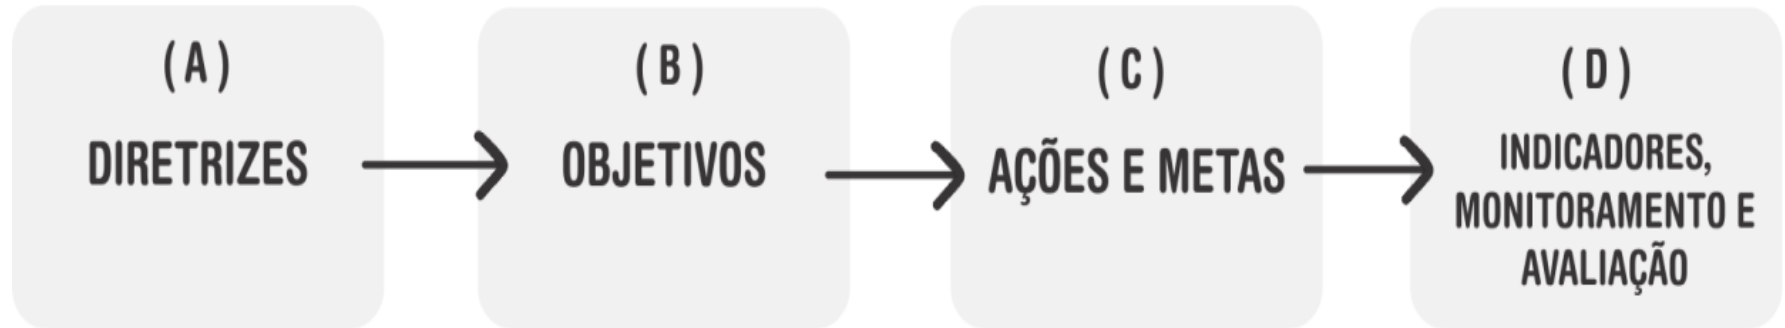 ( A )
DIRETRIZES
( B )
OBJETIVOS
( C )
AÇÕES E METAS
( D )
INDICADORES,
MONITORAMENTO E
AVALIAÇÃO